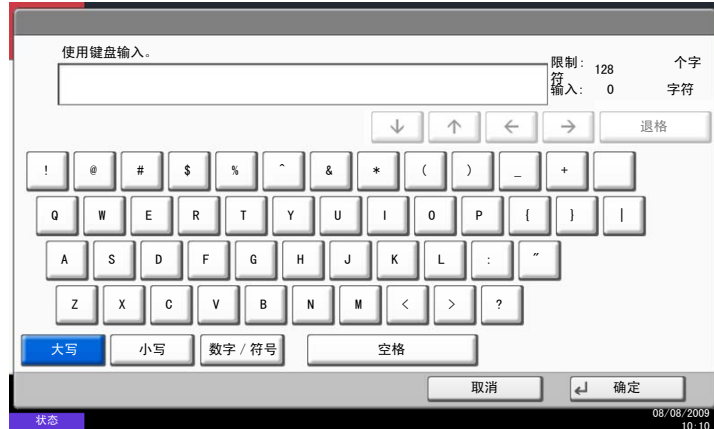 使用键盘输入。
限制: 128 个字符
输入: 0 字符
↓ ↑ ← → 退格
! @ # $ % ^ & * ( ) _ +
Q W E R T Y U I O P { } |
A S D F G H J K L : "
Z X C V B N M < > ?
大写 小写 数字 / 符号 空格
取消 确定
状态 08/08/2009
10:10